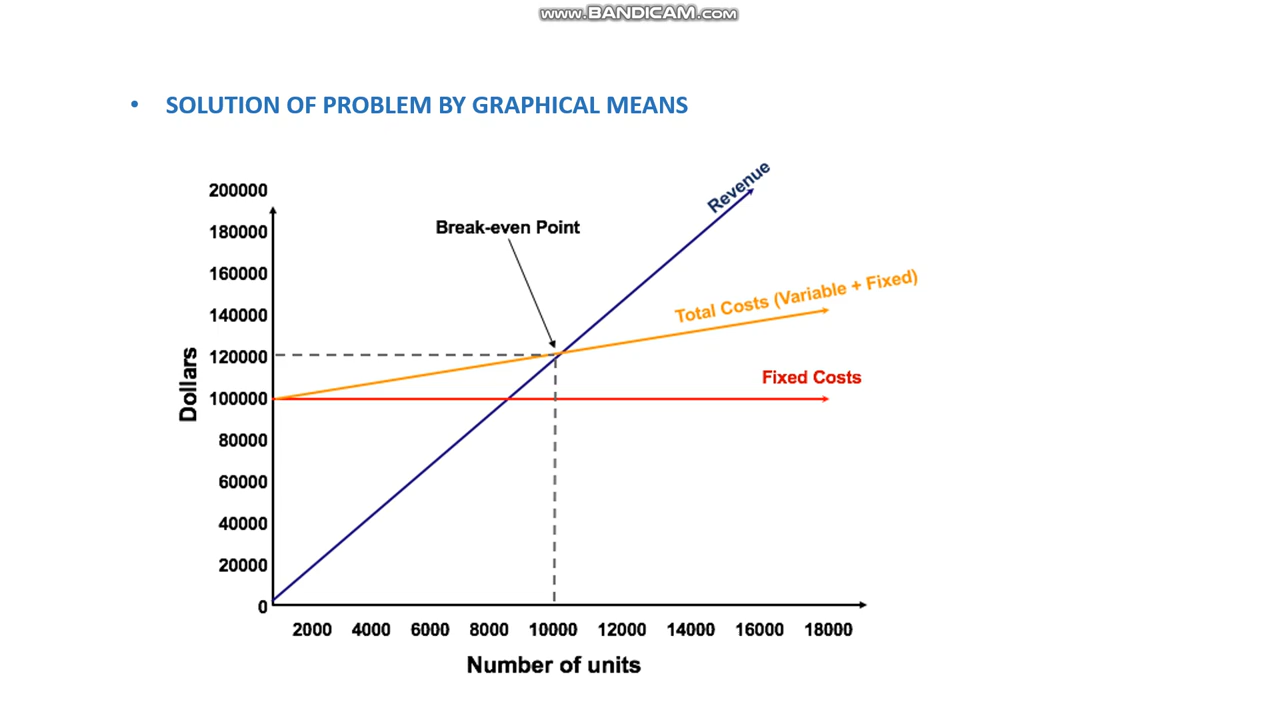 www.BANDICAM.com
• SOLUTION OF PROBLEM BY GRAPHICAL MEANS
Revenue
200000
Break-even Point
180000
160000
Total Costs (Variable + Fixed)
140000
120000
Dollars
Fixed Costs
100000
80000
60000
40000
20000
0
2000 4000 6000 8000 10000 12000 14000 16000 18000
Number of units